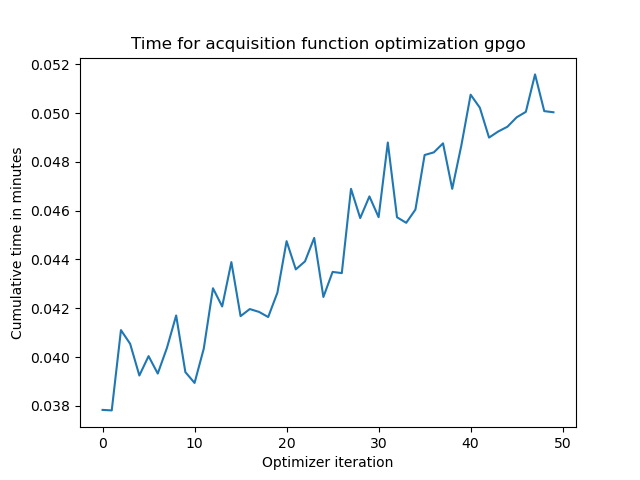 Time for acquisition function optimization gpgo
0.052
0.050
0.048
0.046
0.044
0.042
0.040
0.038
Cumulative time in minutes
0 10 20 30 40 50
Optimizer iteration